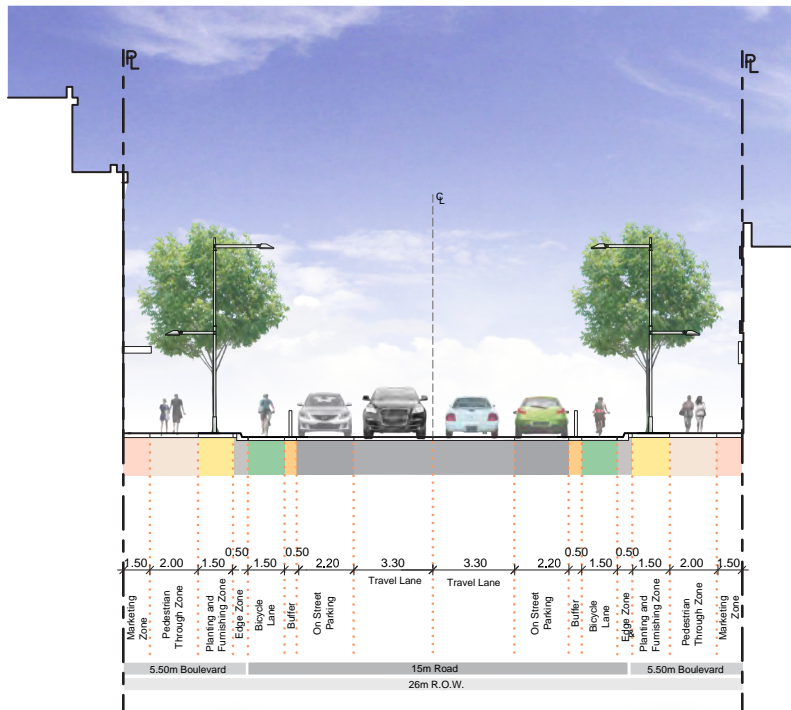 PL
PL
CL
0.50
0.50
0.50
0.50
1.50
2.00
1.50
1.50
2.20
3.30
3.30
2.20
1.50
1.50
2.00
1.50
Marketing
Zone
Pedestrian
Through Zone
Planting and
Furnishing Zone
Edge Zone
Bicycle
Lane
Buffer
On Street
Parking
Travel Lane
Travel Lane
On Street
Parking
Buffer
Bicycle
Lane
Edge Zone
Planting and
Furnishing Zone
Pedestrian
Through Zone
Marketing
Zone
5.50m Boulevard
15m Road
5.50m Boulevard
26m R.O.W.